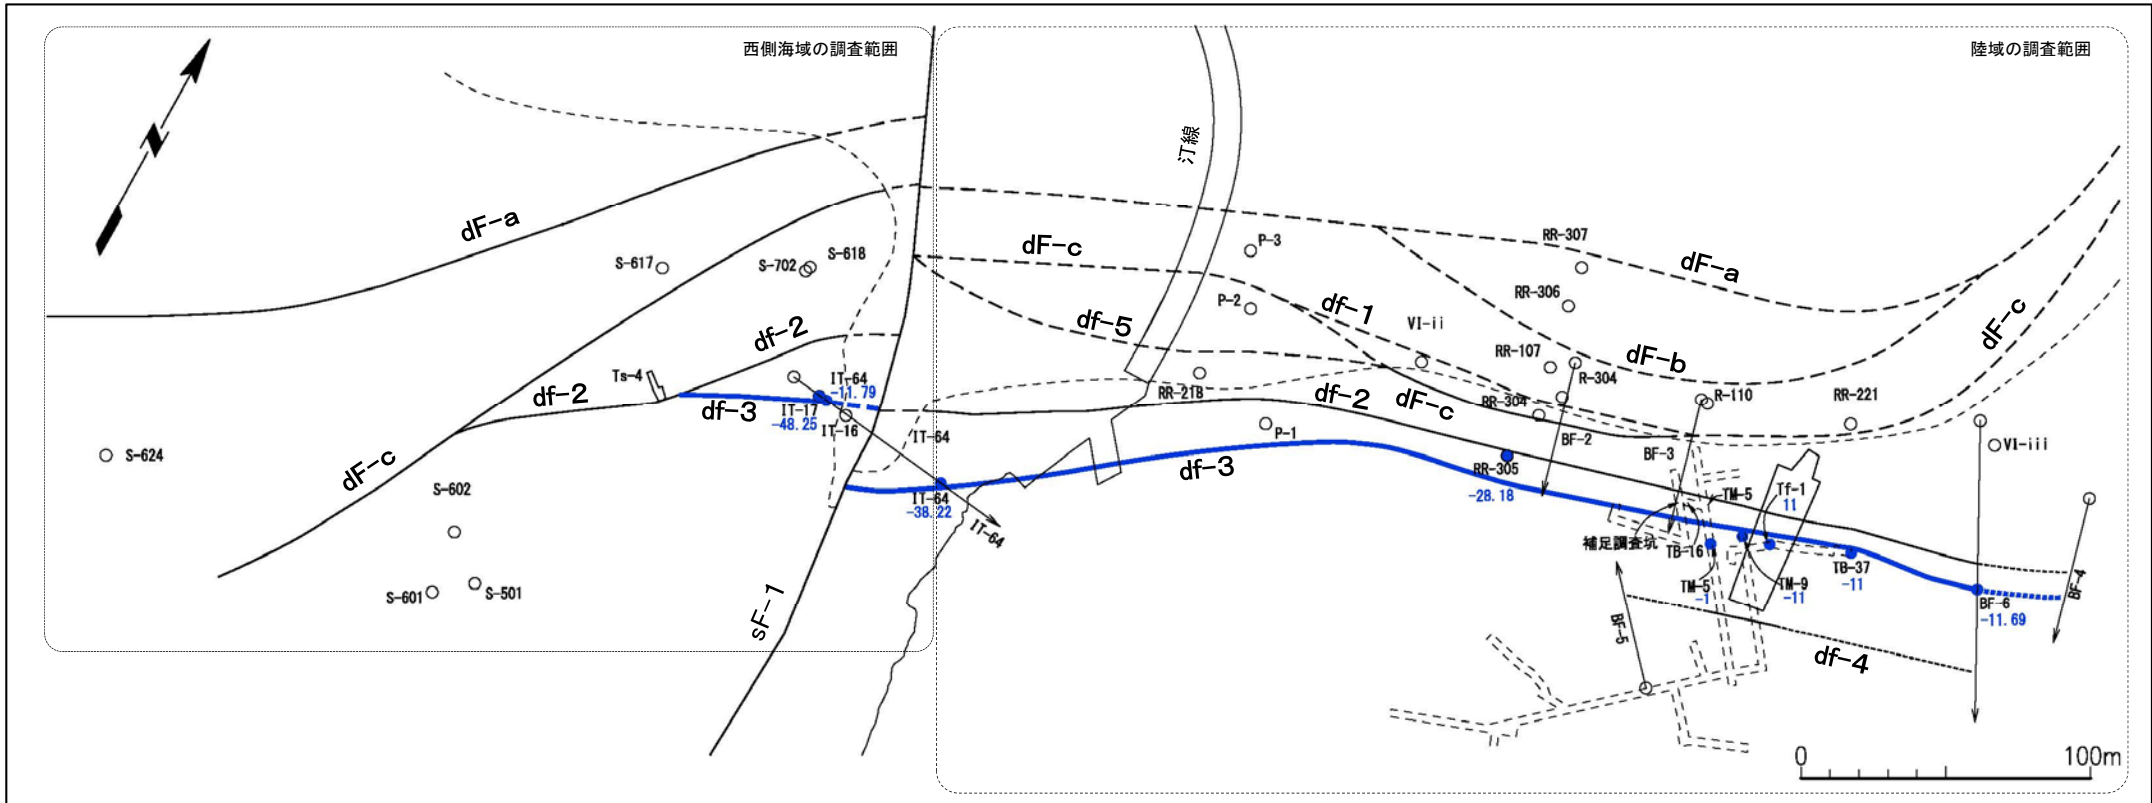 西側海域の調査範囲
陸域の調査範囲
汀線
dF-a
S-617
S-702
S-618
P-3
dF-c
RR-307
dF-a
P-2
df-1
RR-306
df-5
VI-ii
dF-c
df-2
RR-107
dF-b
Ts-4
IT-64
-11.79
R-304
df-2
df-3
IT-17
-48.25
IT-16
RR-218
df-2
dF-c
RR-304
R-110
RR-221
IT-64
P-1
BF-2
BF-3
VI-iii
S-624
dF-c
S-602
df-3
RR-305
-28.18
IT-64
-38.22
IT-64
TM-5
Tf-1
11
補足調査坑
TB-16
TM-5
-1
TM-9
-11
TB-37
-11
BF-4
BF-6
-11.69
S-601
S-501
sF-1
BF-5
df-4
0
100m